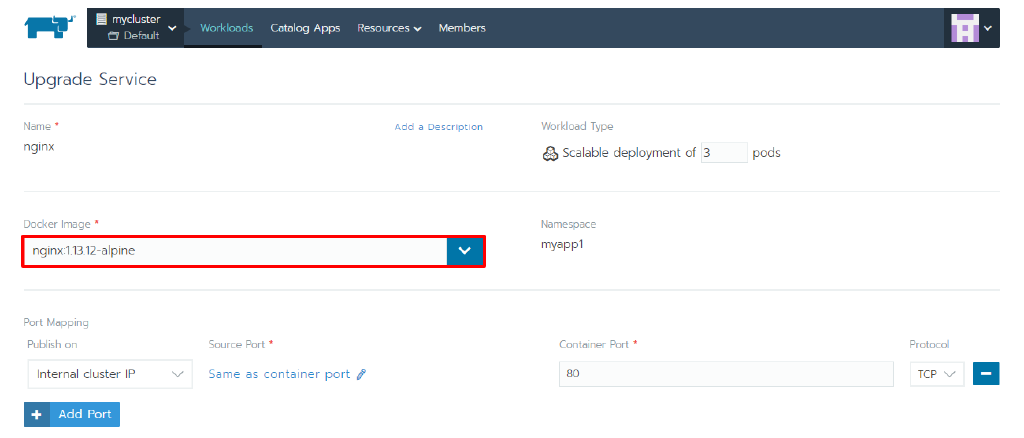 mycluster
Default
Workloads Catalog Apps Resources Members
Upgrade Service
Name * Add a Description Workload Type
nginx
Scalable deployment of 3 pods
Docker Image * Namespace
nginx:1.13.12-alpine myapp1
Port Mapping
Publish on Source Port * Container Port * Protocol
Internal cluster IP Same as container port 80 TCP
Add Port